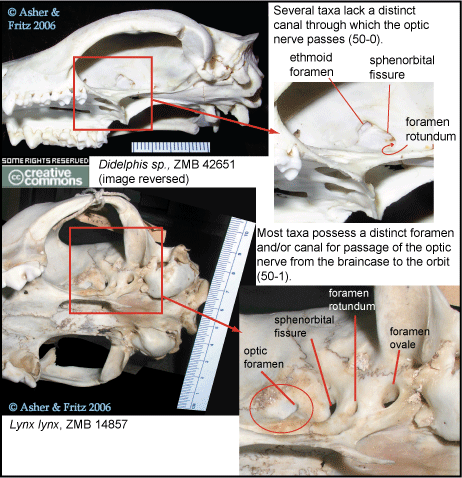 © Asher &
Fritz 2006
Several taxa lack a distinct
canal through which the optic
nerve passes (50-0).
ethmoid
foramen
sphenorbital
fissure
foramen
rotundum
SOME RIGHTS RESERVED
cc creative
commons
Didelphis sp., ZMB 42651
(image reversed)
Most taxa possess a distinct foramen
and/or canal for passage of the optic
nerve from the braincase to the orbit
(50-1).
foramen
rotundum
sphenorbital
fissure
foramen
ovale
optic
foramen
© Asher & Fritz 2006
Lynx lynx, ZMB 14857